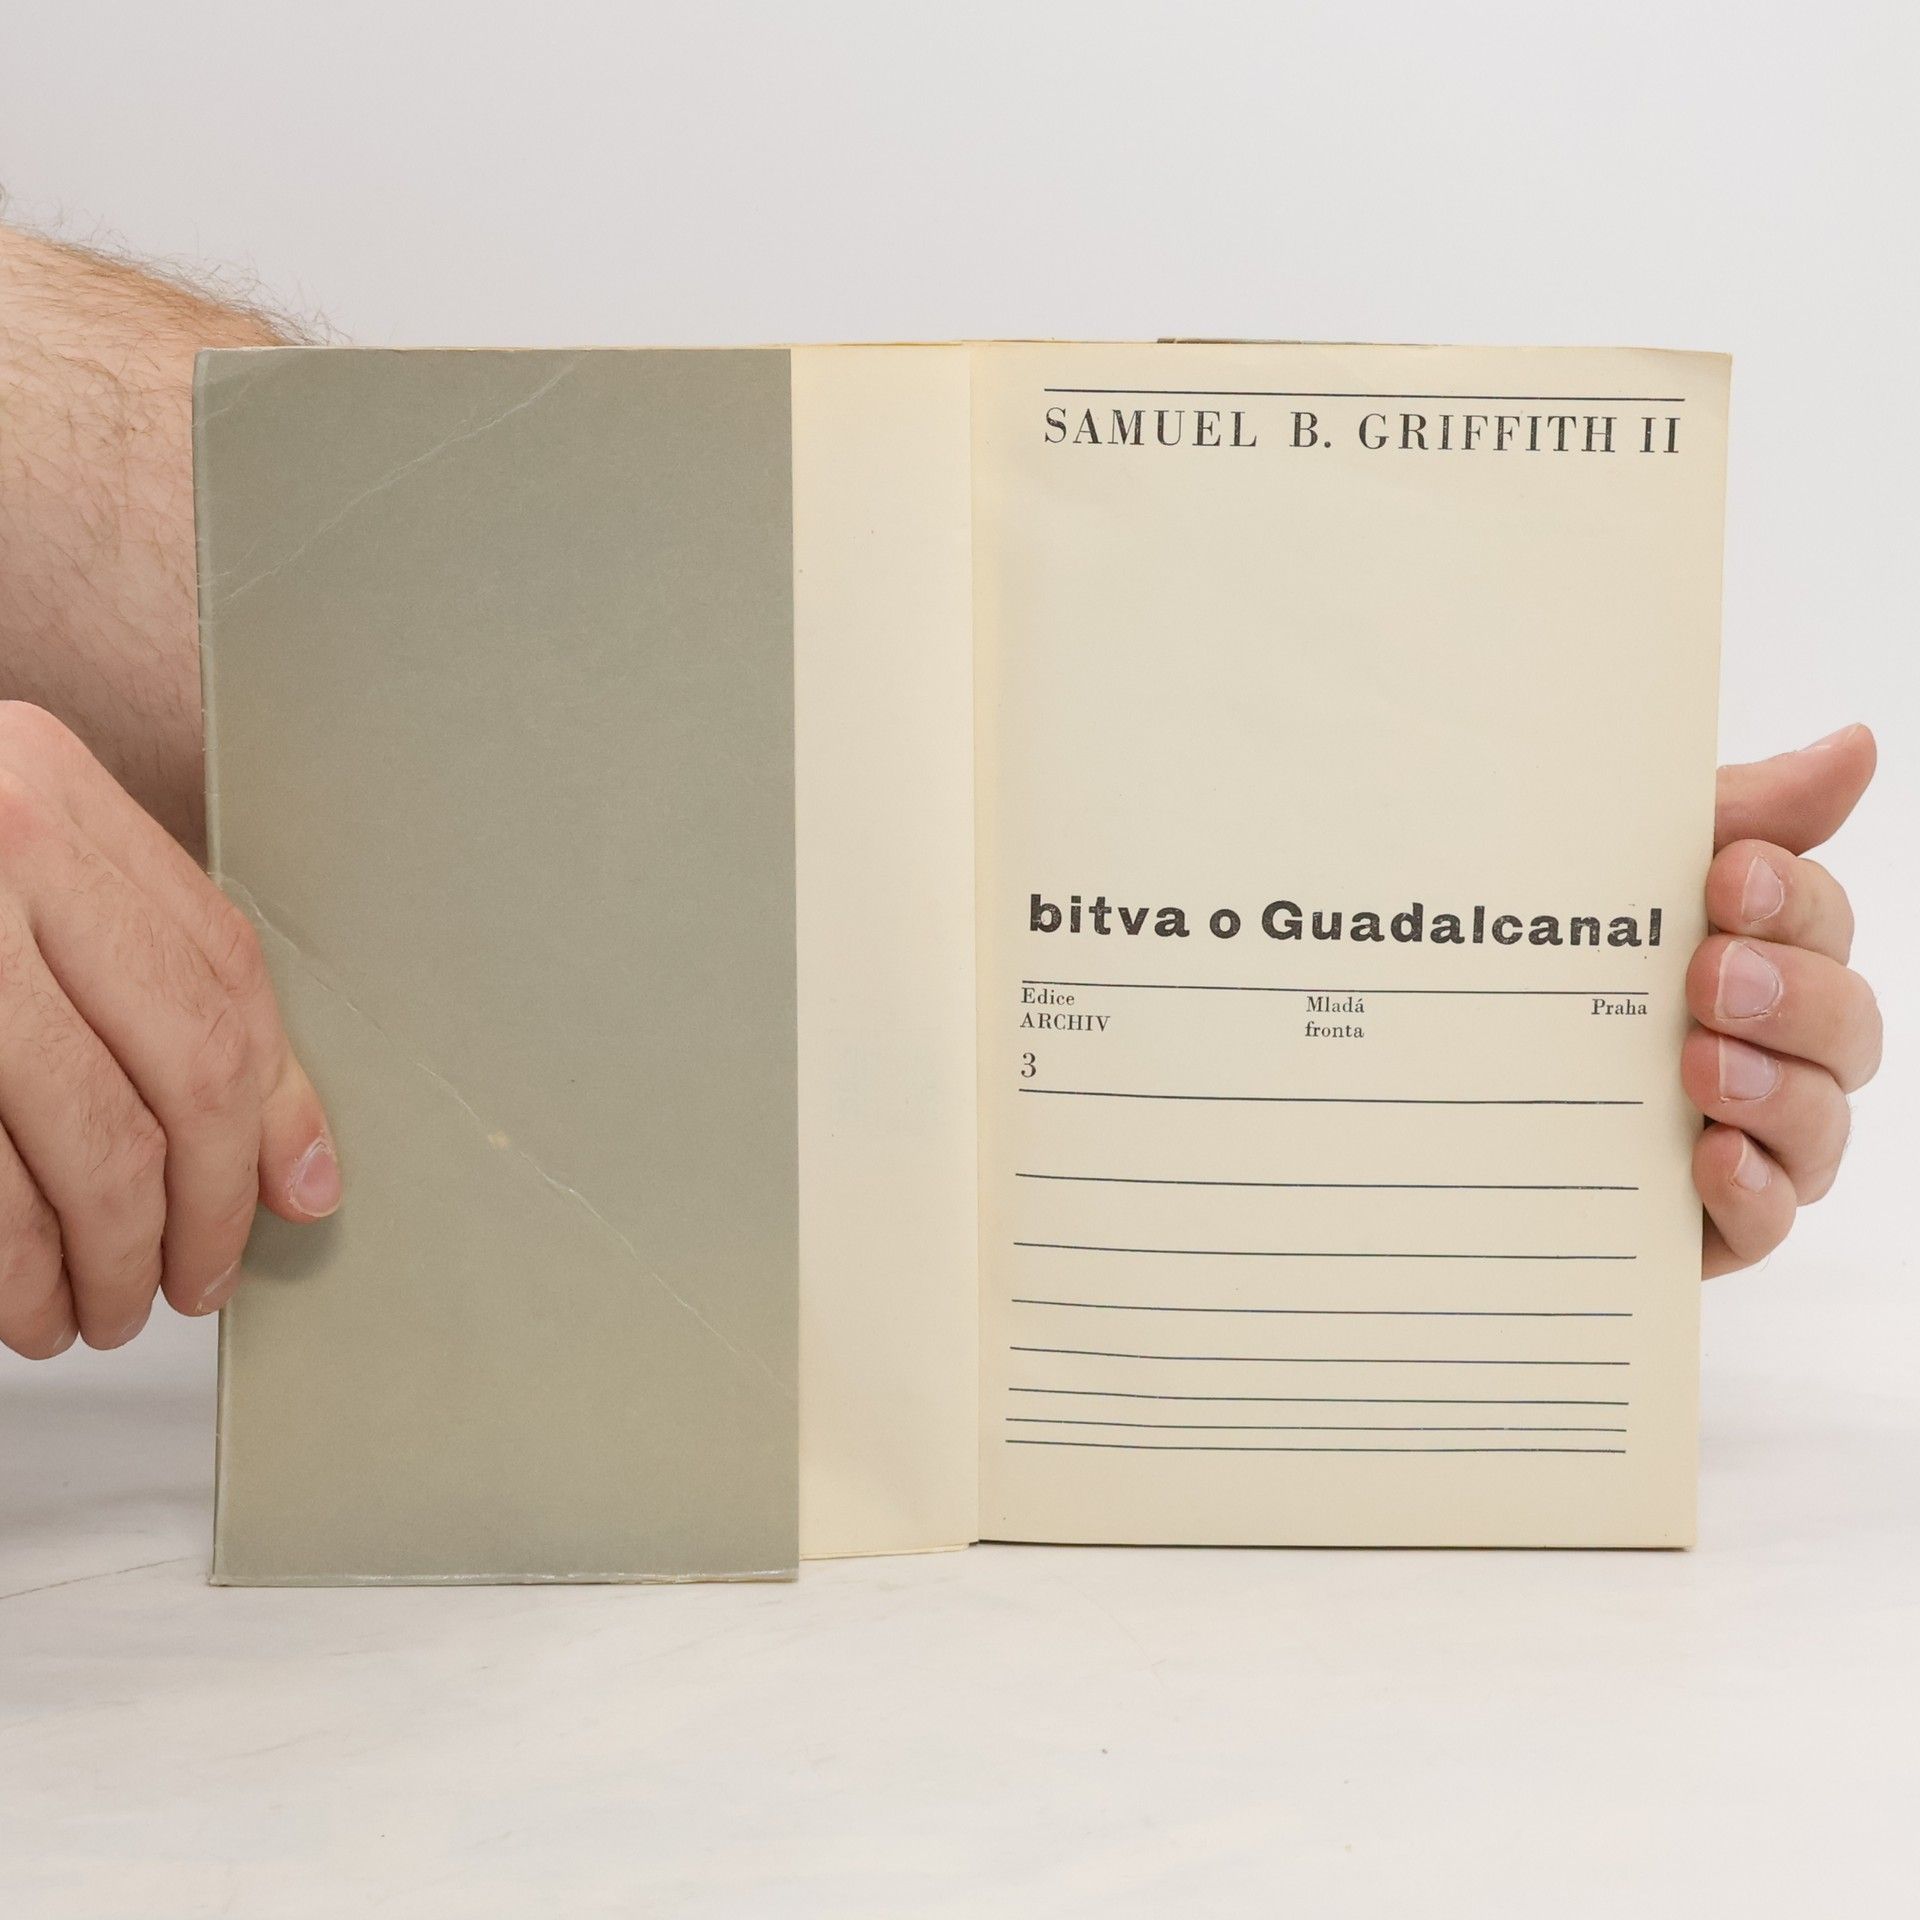 SAMUEL B. GRIFFITH II
bitva o Guadalcanal
Edice
ARCHIV
3
Mladá
fronta
Praha